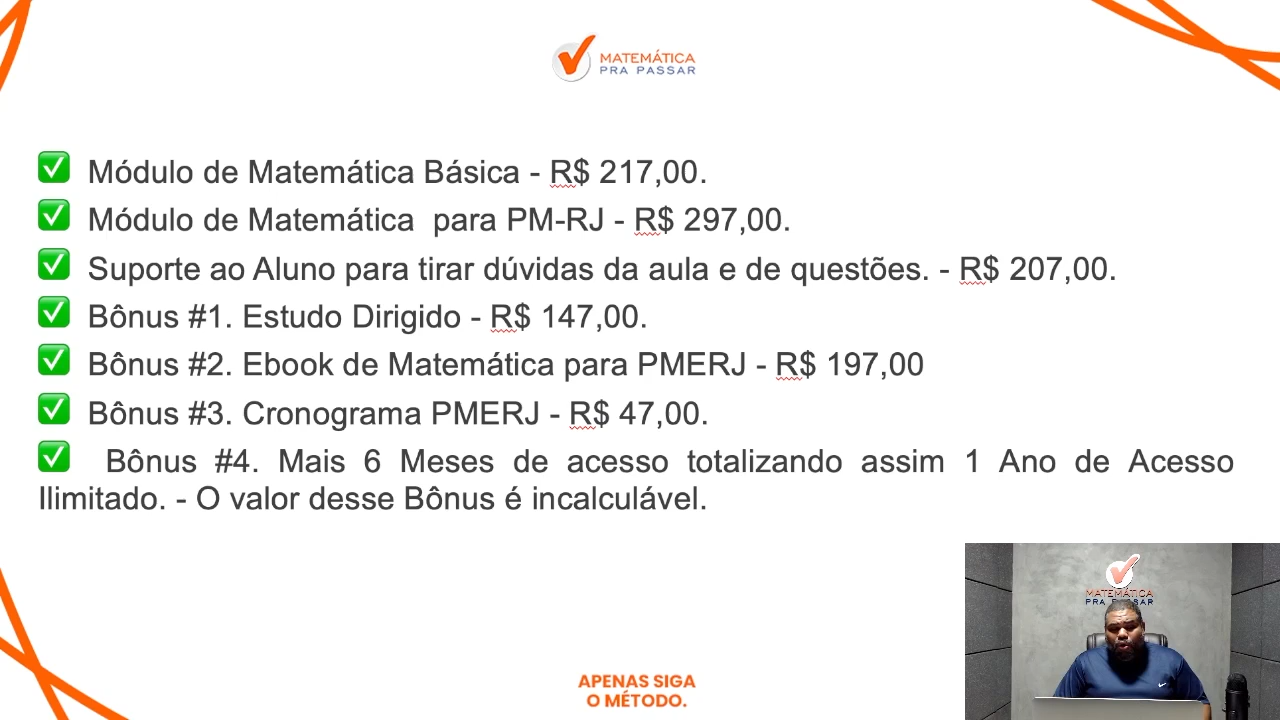 MATEMÁTICA
PRA PASSAR
✅ Módulo de Matemática Básica - R$ 217,00.
✅ Módulo de Matemática  para PM-RJ - R$ 297,00.
✅ Suporte ao Aluno para tirar dúvidas da aula e de questões. - R$ 207,00.
✅ Bônus #1. Estudo Dirigido - R$ 147,00.
✅ Bônus #2. Ebook de Matemática para PMERJ - R$ 197,00
✅ Bônus #3. Cronograma PMERJ - R$ 47,00.
✅ Bônus #4. Mais 6 Meses de acesso totalizando assim 1 Ano de Acesso
Ilimitado. - O valor desse Bônus é incalculável.
MATEMÁTICA
PRA PASSAR
APENAS SIGA
O MÉTODO.